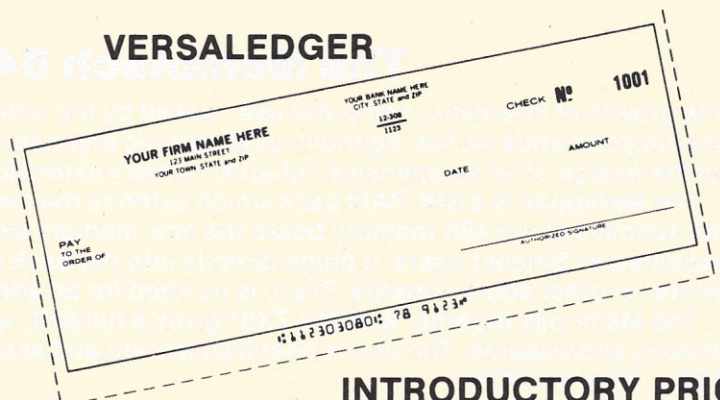 VERSALEDGER
YOUR FIRM NAME HERE
123 MAIN STREET
YOUR TOWN STATE and ZIP
YOUR BANK NAME HERE
CITY STATE and ZIP
12-308
1123
CHECK Nº 1001
DATE
AMOUNT
PAY
TO THE
ORDER OF
AUTHORIZED SIGNATURE
⑆112303080⑆ 78 9123⑈
INTRODUCTORY PRIC